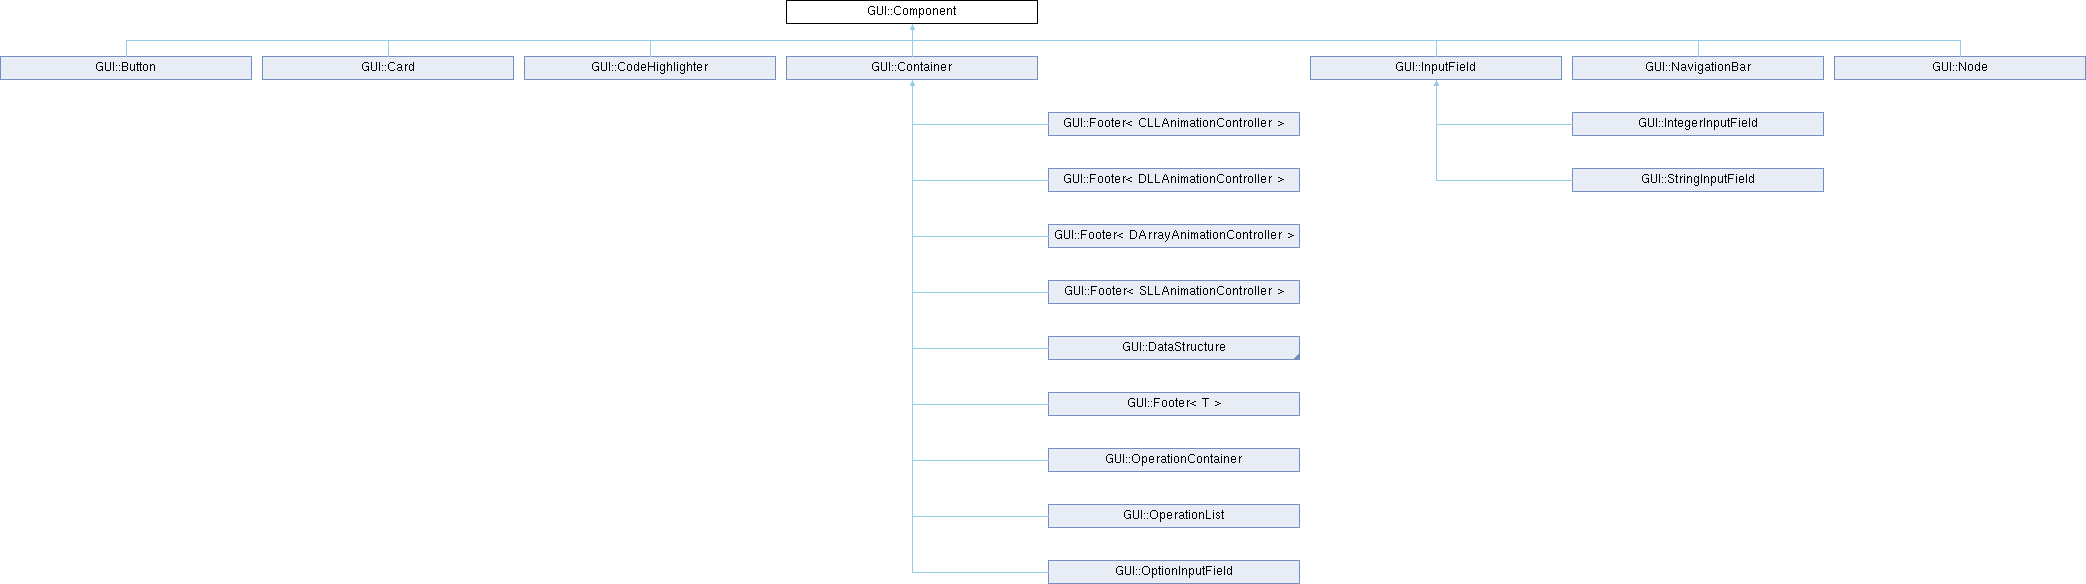 GUI::Component
GUI::Button
GUI::Card
GUI::CodeHighlighter
GUI::Container
GUI::InputField
GUI::NavigationBar
GUI::Node
GUI::Footer< CLLAnimationController >
GUI::IntegerInputField
GUI::Footer< DLLAnimationController >
GUI::StringInputField
GUI::Footer< DArrayAnimationController >
GUI::Footer< SLLAnimationController >
GUI::DataStructure
GUI::Footer< T >
GUI::OperationContainer
GUI::OperationList
GUI::OptionInputField